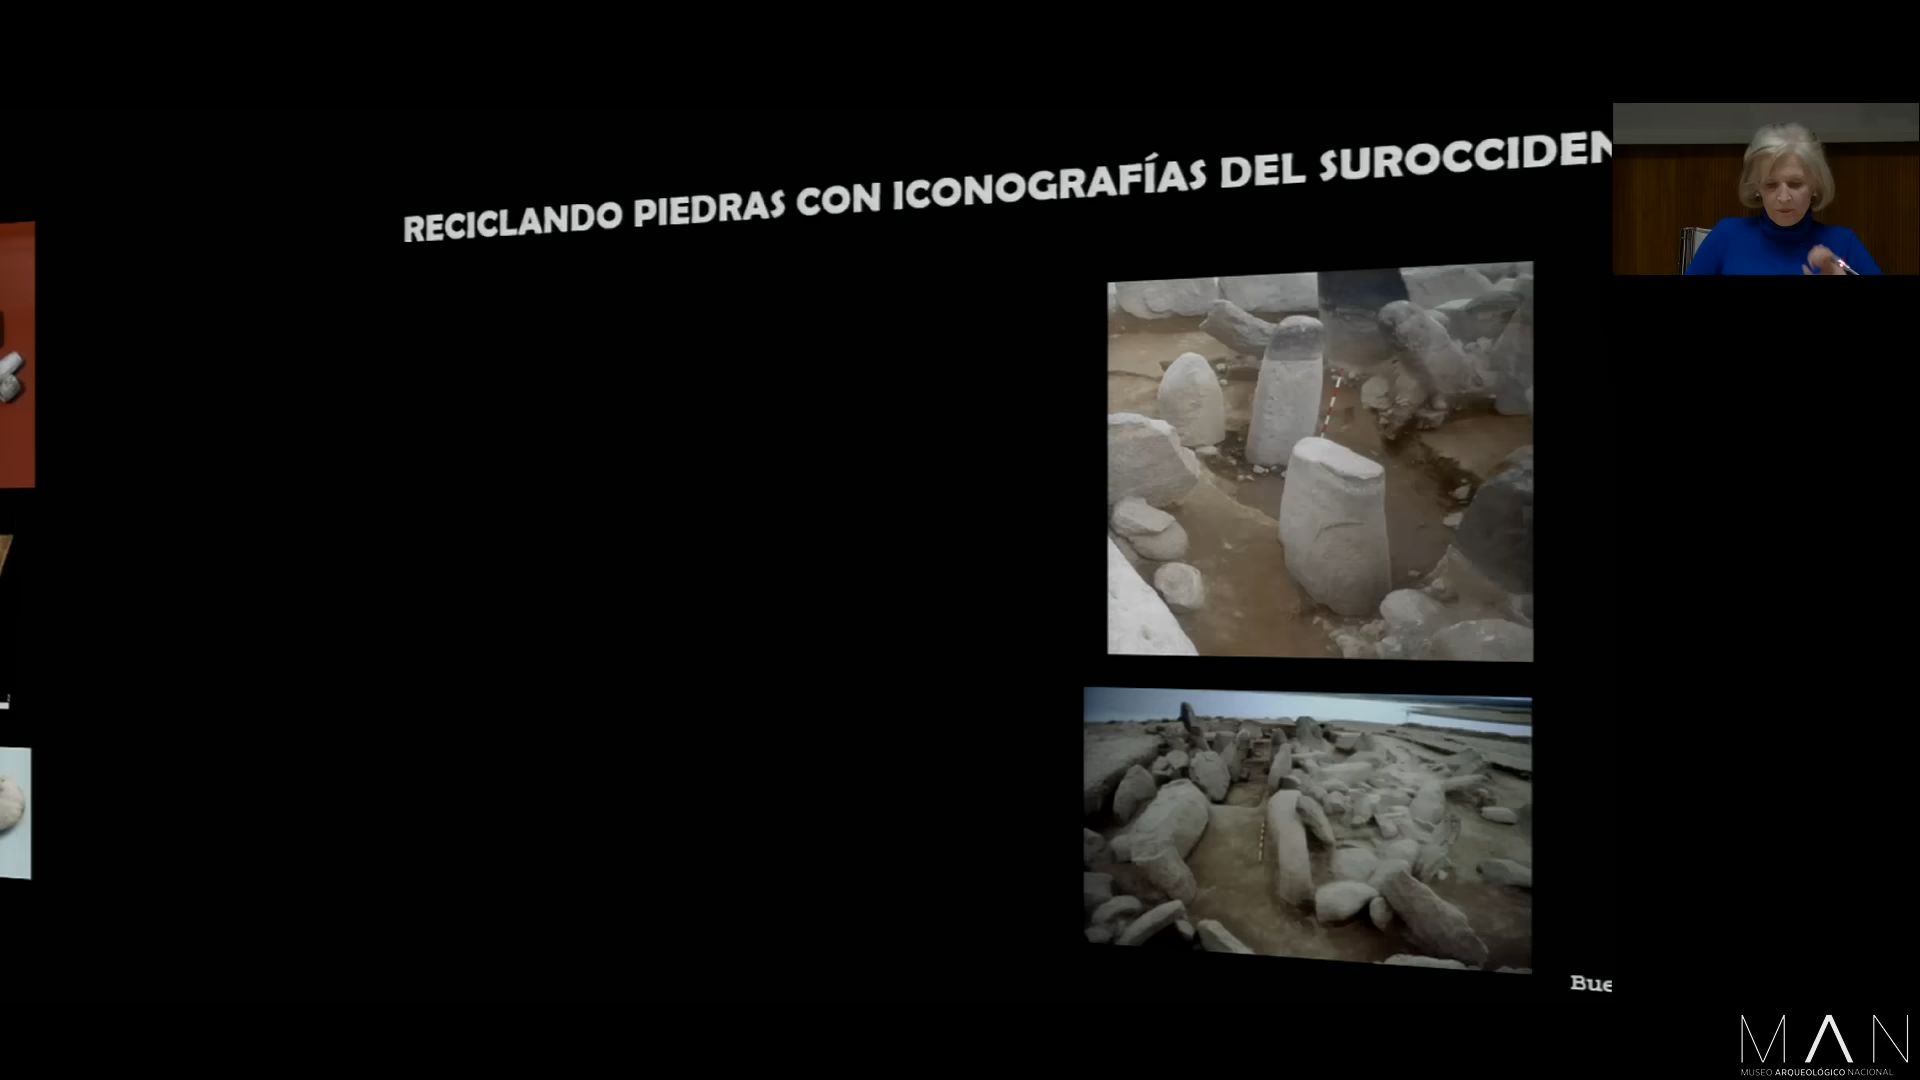 RECICLANDO PIEDRAS CON ICONOGRAFÍAS DEL SUROCCIDEN
Bue
MAN
MUSEO ARQUEOLÓGICO NACIONAL